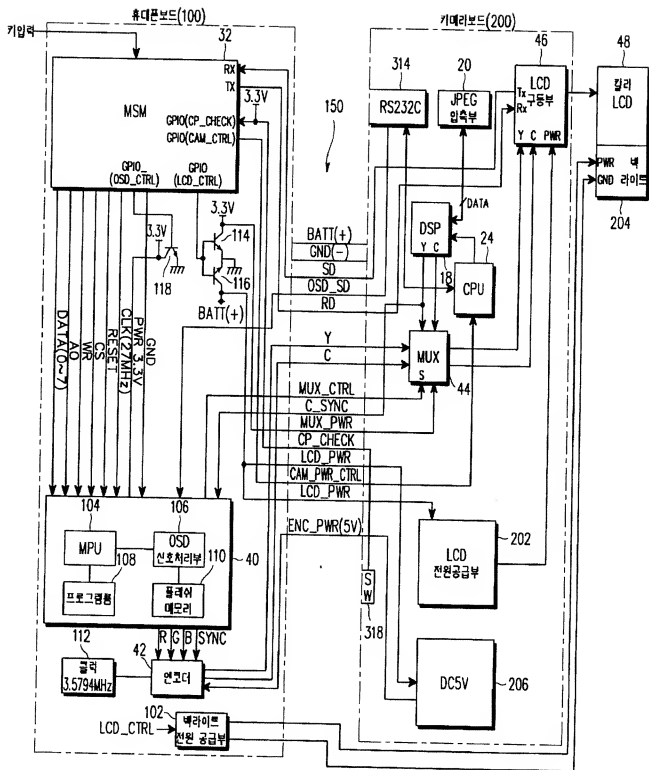 휴대폰보드(100)
키메라보드(200)
키입력
32
MSM
RX
TX
3.3V
GPIO(CP_CHECK)
GPIO(CAM_CTRL)
GPIO_
(OSD_CTRL)
GPIO
(LCD_CTRL)
3.3V
118
3.3V
114
116
BATT(+)
DATA(0~7)
AO
WR
CS
RESET
CLK(27MHz)
PWR 3.3V
GND
150
BATT(+)
GND(-)
SD
OSD_SD
RD
Y
C
MUX_CTRL
C_SYNC
MUX_PWR
CP_CHECK
LCD_PWR
CAM_PWR_CTRL
LCD_PWR
ENC_PWR(5V)
314
RS232C
20
JPEG
압축부
46
LCD
구동부
Tx
Rx
Y C PWR
48
칼라
LCD
PWR
GND
백
라이트
204
DATA
DSP
Y C
18
24
CPU
MUX
S
44
104
MPU
106
OSD
신호처리부
108
프로그램롬
110
플래쉬
메모리
40
R G B SYNC
112
클럭
3.5794MHz
42
엔코더
102
LCD_CTRL
백라이트
전원 공급부
SW
318
LCD
전원공급부
202
DC5V
206